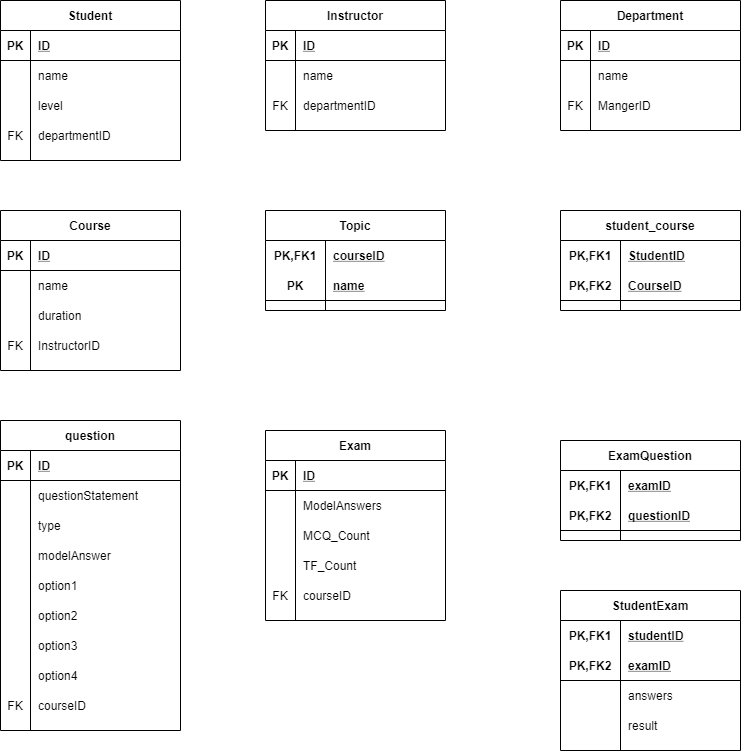 Student
PK ID
name
level
FK departmentID
Instructor
PK ID
name
FK departmentID
Department
PK ID
name
FK MangerID
Course
PK ID
name
duration
FK InstructorID
Topic
PK,FK1 courseID
PK name
student_course
PK,FK1 StudentID
PK,FK2 CourseID
question
PK ID
questionStatement
type
modelAnswer
option1
option2
option3
option4
FK courseID
Exam
PK ID
ModelAnswers
MCQ_Count
TF_Count
FK courseID
ExamQuestion
PK,FK1 examID
PK,FK2 questionID
StudentExam
PK,FK1 studentID
PK,FK2 examID
answers
result